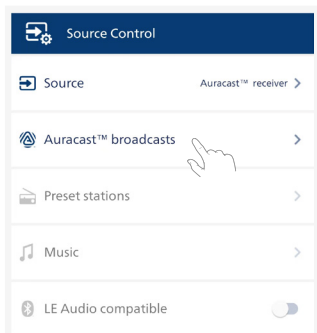 Source Control
Source Auracast™ receiver
Auracast™ broadcasts
Preset stations
Music
LE Audio compatible